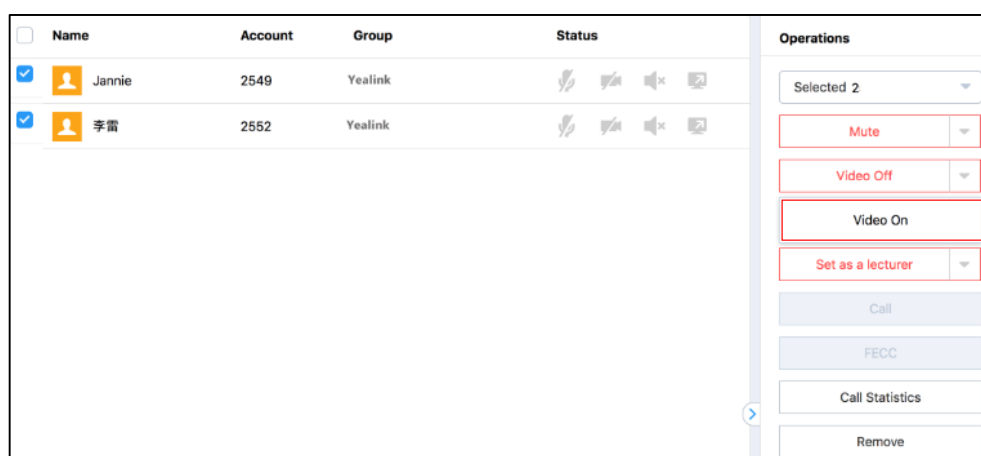 Name Account Group Status
Jannie 2549 Yealink
李雷 2552 Yealink
Operations
Selected 2
Mute
Video Off
Video On
Set as a lecturer
Call
FECC
Call Statistics
Remove